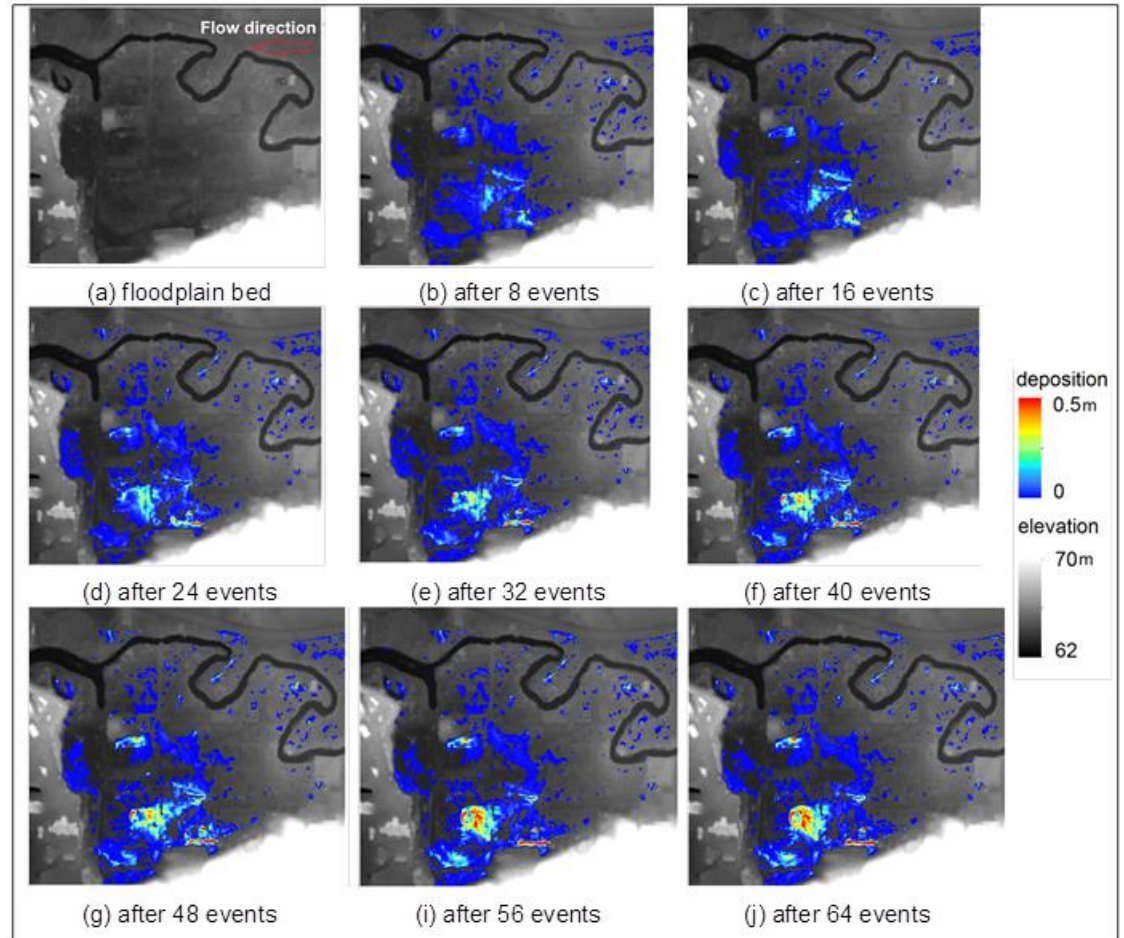 Flow direction
(a) floodplain bed
(b) after 8 events
(c) after 16 events
(d) after 24 events
(e) after 32 events
(f) after 40 events
deposition
0.5m
0
elevation
70m
62
(g) after 48 events
(i) after 56 events
(j) after 64 events